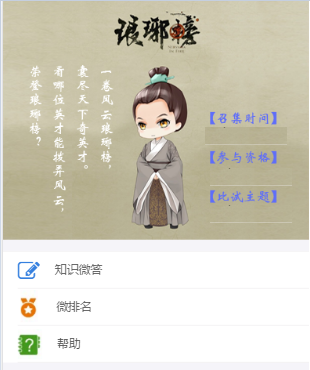 琅琊榜
一卷风云琅琊榜，
囊尽天下奇英才。
看哪位英才能拔弄风云，
荣登琅琊榜？
【召集时间】
【参与资格】
【比试主题】
知识微答
微排名
帮助